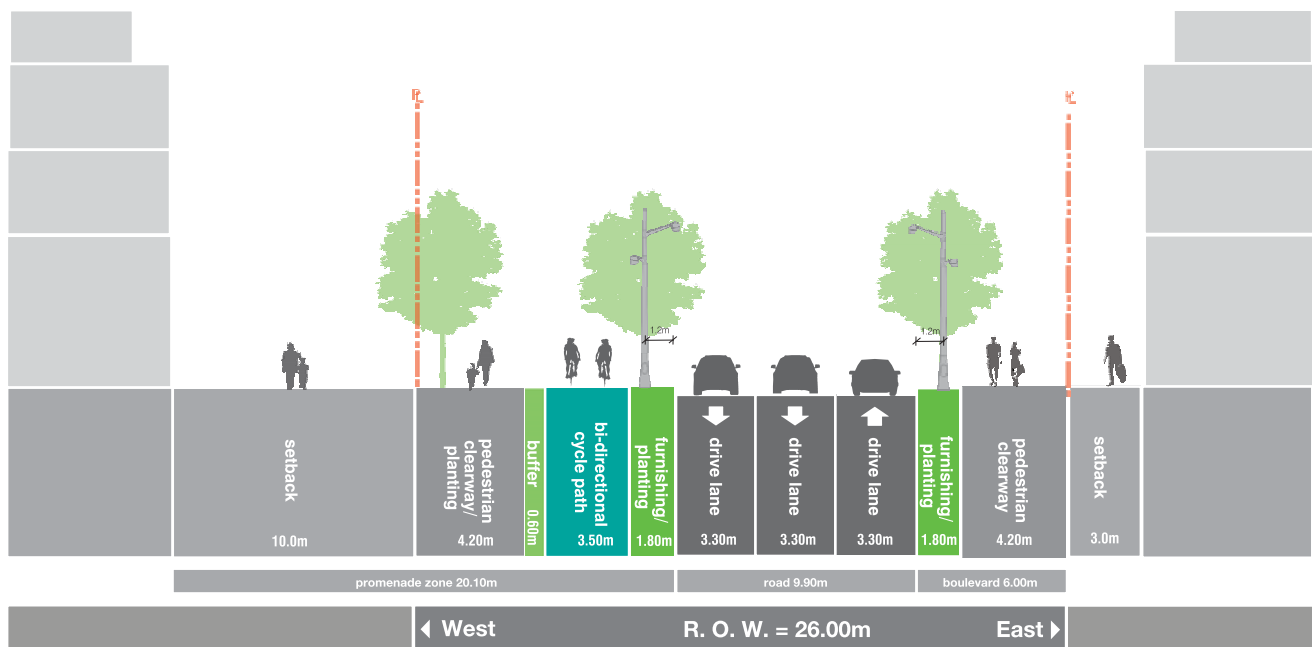 PL
PL
1.2m
1.2m
setback
10.0m
pedestrian
clearway/
planting
4.20m
buffer
0.60m
bi-directional
cycle path
3.50m
furnishing/
planting
1.80m
drive lane
3.30m
drive lane
3.30m
drive lane
3.30m
furnishing/
planting
1.80m
pedestrian
clearway
4.20m
setback
3.0m
promenade zone 20.10m
road 9.90m
boulevard 6.00m
West
R. O. W. = 26.00m
East